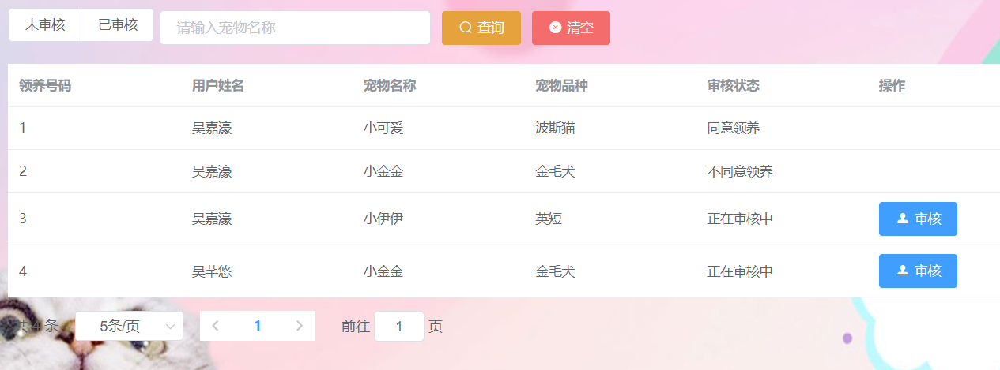 未审核 已审核 请输入宠物名称 查询 清空
领养号码 用户姓名 宠物名称 宠物品种 审核状态 操作
1 吴嘉濠 小可爱 波斯猫 同意领养
2 吴嘉濠 小金金 金毛犬 不同意领养
3 吴嘉濠 小伊伊 英短 正在审核中 审核
4 吴芊悠 小金金 金毛犬 正在审核中 审核
共 4 条 5条/页 1 前往 1 页